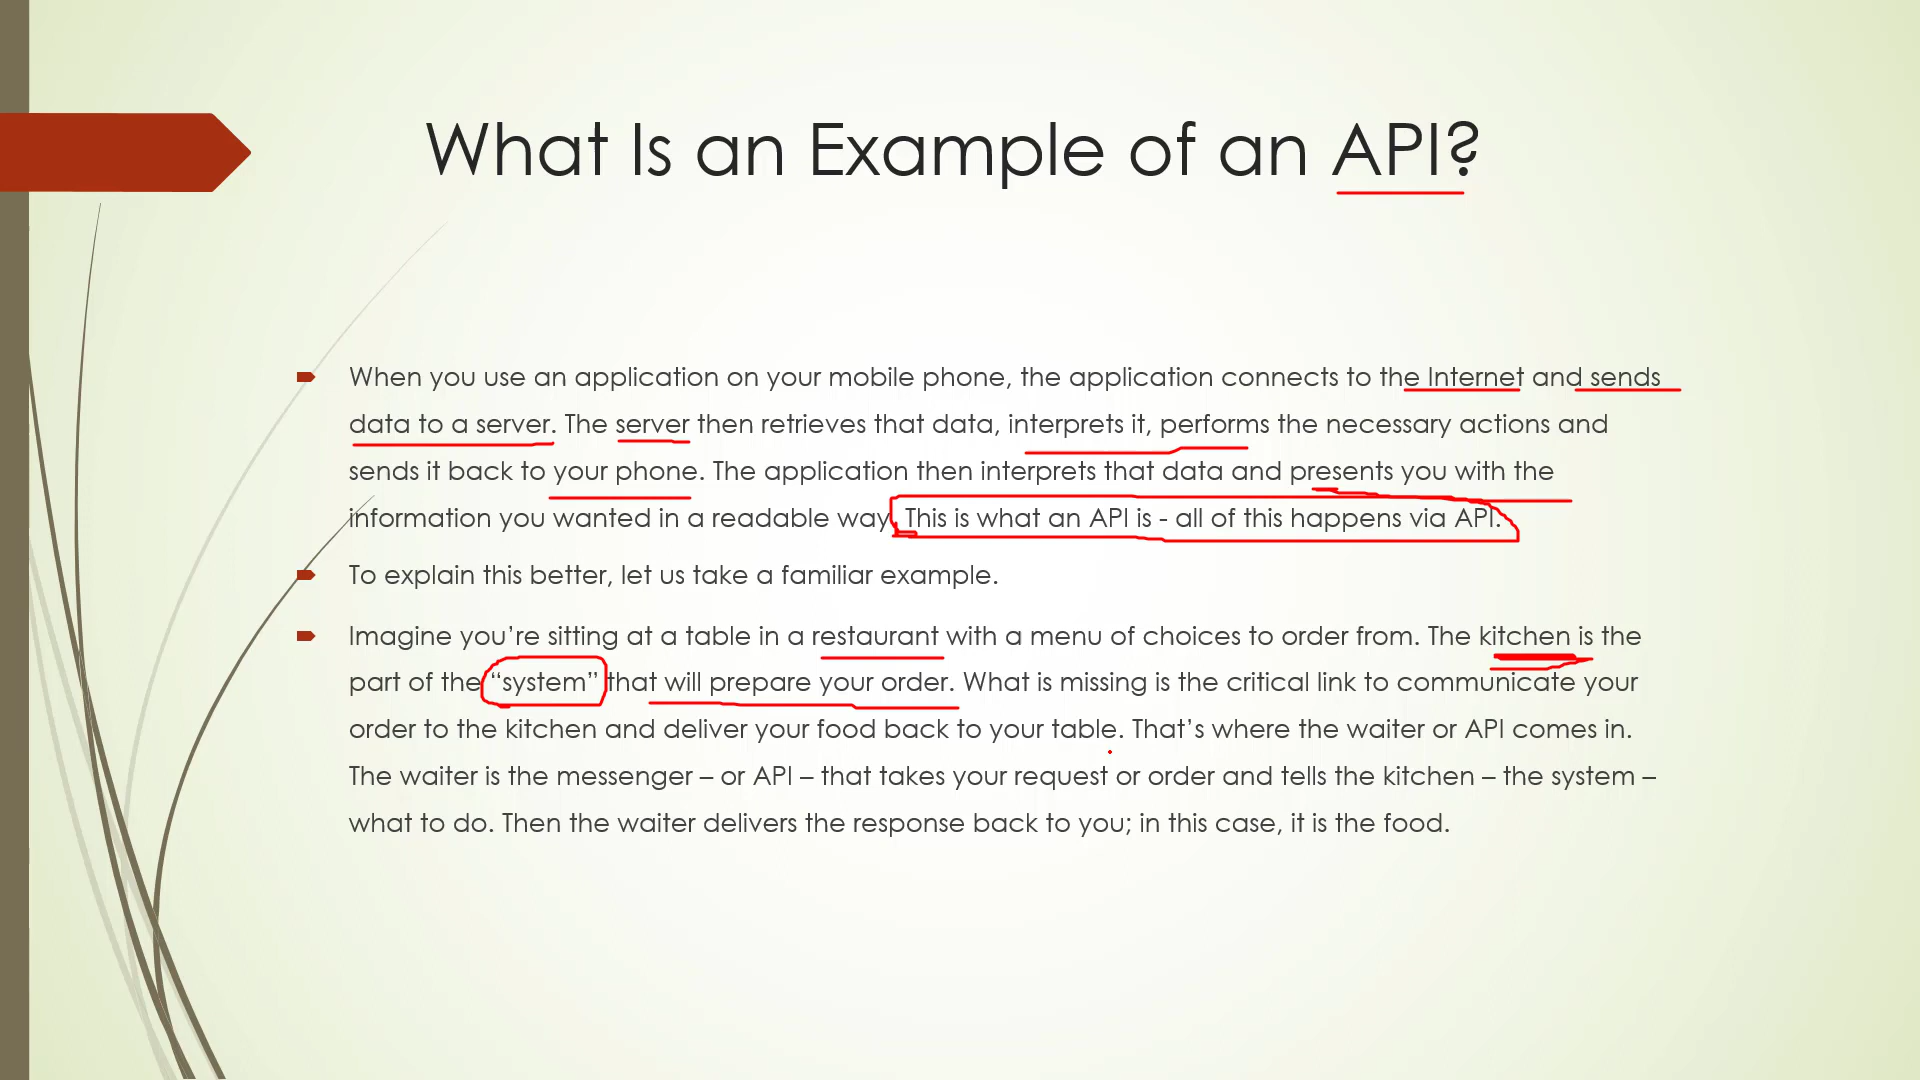 What Is an Example of an API?
When you use an application on your mobile phone, the application connects to the Internet and sends
data to a server. The server then retrieves that data, interprets it, performs the necessary actions and
sends it back to your phone. The application then interprets that data and presents you with the
information you wanted in a readable way. This is what an API is - all of this happens via API.
To explain this better, let us take a familiar example.
Imagine you’re sitting at a table in a restaurant with a menu of choices to order from. The kitchen is the
part of the “system” that will prepare your order. What is missing is the critical link to communicate your
order to the kitchen and deliver your food back to your table. That’s where the waiter or API comes in.
The waiter is the messenger – or API – that takes your request or order and tells the kitchen – the system –
what to do. Then the waiter delivers the response back to you; in this case, it is the food.